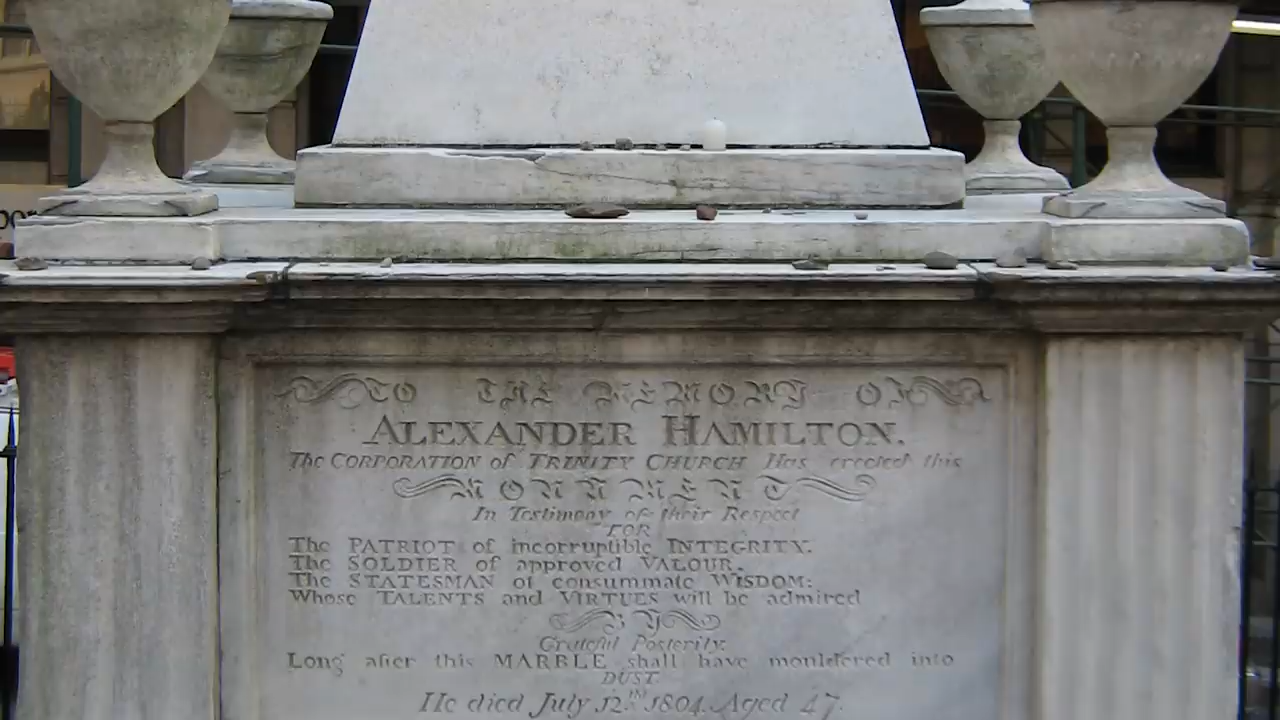 TO THE MEMORY OF
ALEXANDER HAMILTON.
The CORPORATION of TRINITY CHURCH Has erected this
MONUMENT
In Testimony of their Respect
FOR
The PATRIOT of incorruptible INTEGRITY.
The SOLDIER of approved VALOUR.
The STATESMAN of consummate WISDOM:
Whose TALENTS and VIRTUES will be admired
BY
Grateful Posterity.
Long after this MARBLE shall have mouldered into
DUST.
He died July 12TH 1804. Aged 47.